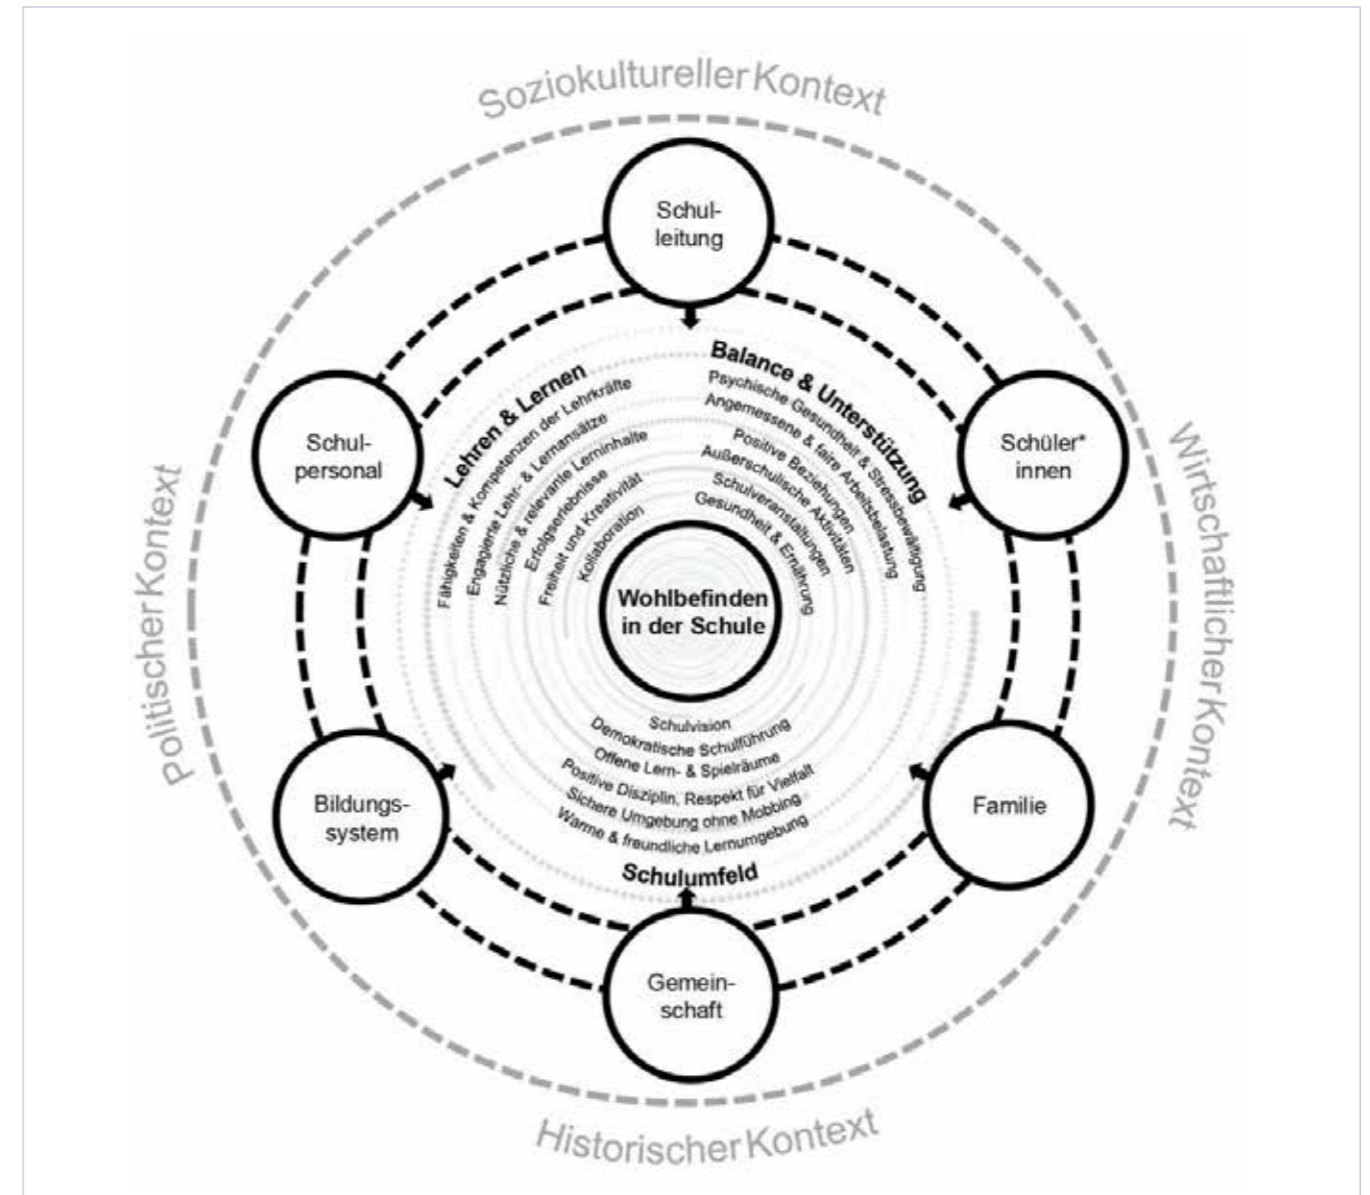 Soziokultureller Kontext
Schul-
leitung
Schul-
personal
Schüler*
innen
Politischer Kontext
Wirtschaftlicher Kontext
Lehren & Lernen
Fähigkeiten & Kompetenzen der Lehrkräfte
Engagierte Lehr- & Lernansätze
Nützliche & relevante Lerninhalte
Erfolgserlebnisse
Freiheit und Kreativität
Kollaboration
Balance & Unterstützung
Psychische Gesundheit & Stressbewältigung
Angemessene & faire Arbeitsbelastung
Positive Beziehungen
Außerschulische Aktivitäten
Schulveranstaltungen
Gesundheit & Ernährung
Wohlbefinden
in der Schule
Schulvision
Demokratische Schulführung
Offene Lern- & Spielräume
Positive Disziplin, Respekt für Vielfalt
Sichere Umgebung ohne Mobbing
Warme & freundliche Lernumgebung
Schulumfeld
Bildungs-
system
Familie
Gemein-
schaft
Historischer Kontext